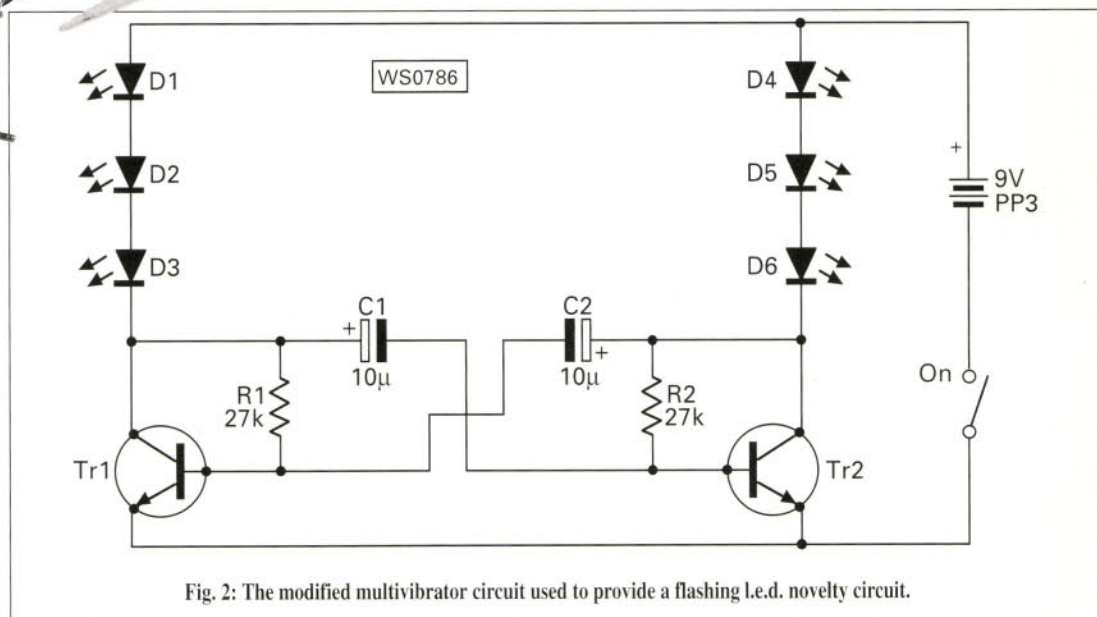 D1
WS0786
D4
D2
D5
+
9V
PP3
D3
D6
C1
C2
+
+
10μ
10μ
On
R1
27k
R2
27k
Tr1
Tr2
Fig. 2: The modified multivibrator circuit used to provide a flashing l.e.d. novelty circuit.